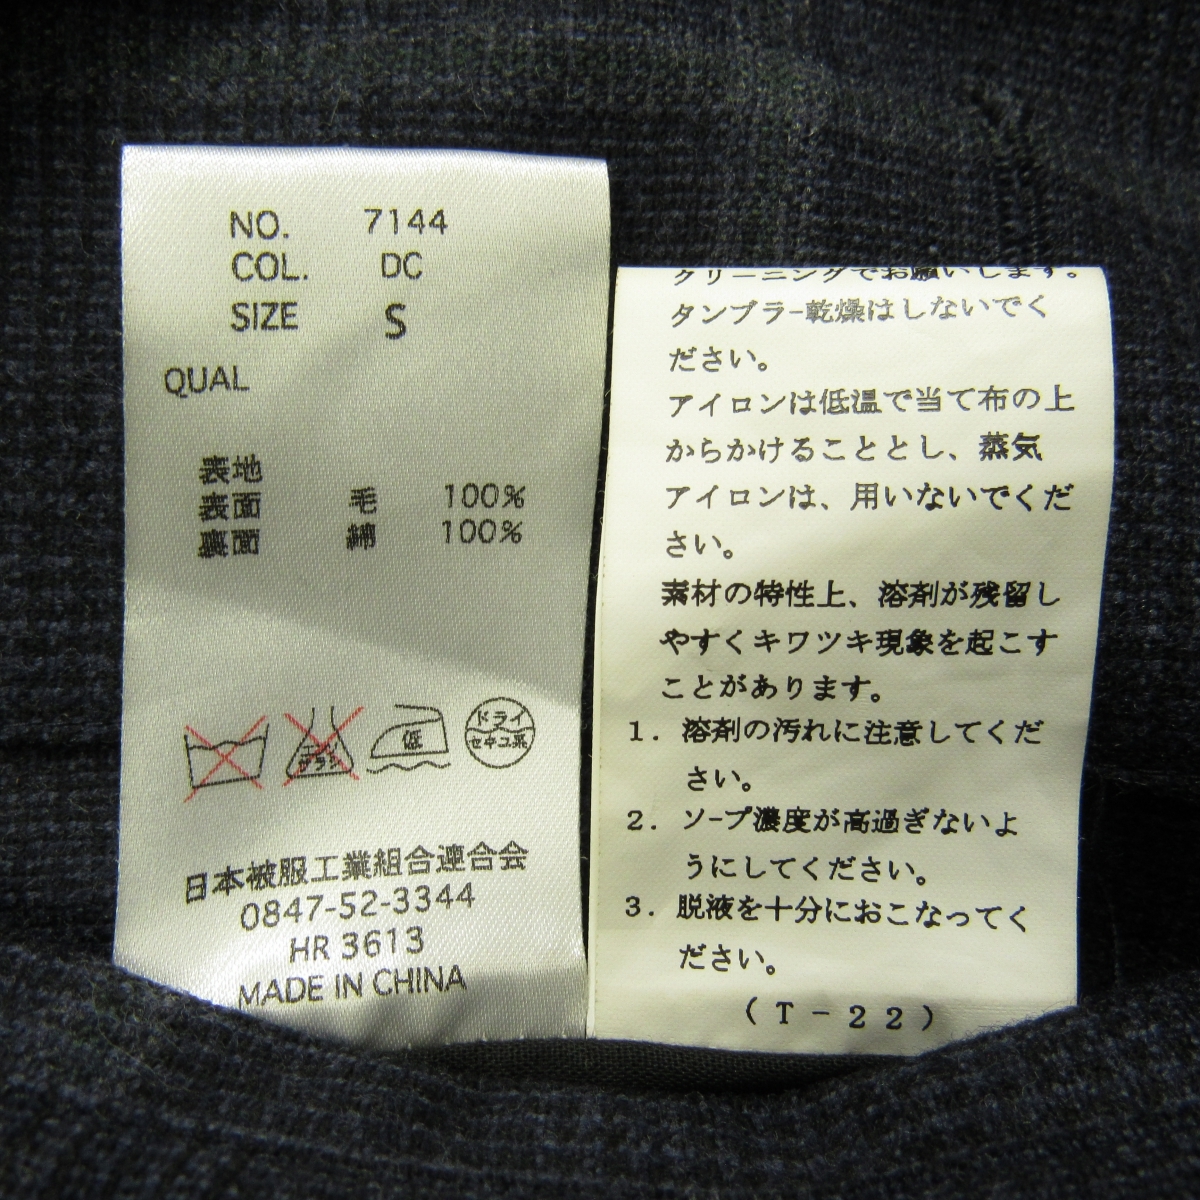 NO. 7144
COL. DC
SIZE S
QUAL
表地
表面 毛 100%
裏面 綿 100%
エンソ
サラシ
低
ドライ
セキユ系
日本被服工業組合連合会
0847-52-3344
HR 3613
MADE IN CHINA
クリーニングでお願いします。
タンブラー乾燥はしないでく
ださい。
アイロンは低温で当て布の上
からかけることとし、蒸気
アイロンは、用いないでくだ
さい。
素材の特性上、溶剤が残留し
やすくキワツキ現象を起こす
ことがあります。
1. 溶剤の汚れに注意してくだ
さい。
2. ソープ濃度が高過ぎないよ
うにしてください。
3. 脱液を十分におこなってく
ださい。
(T-22)